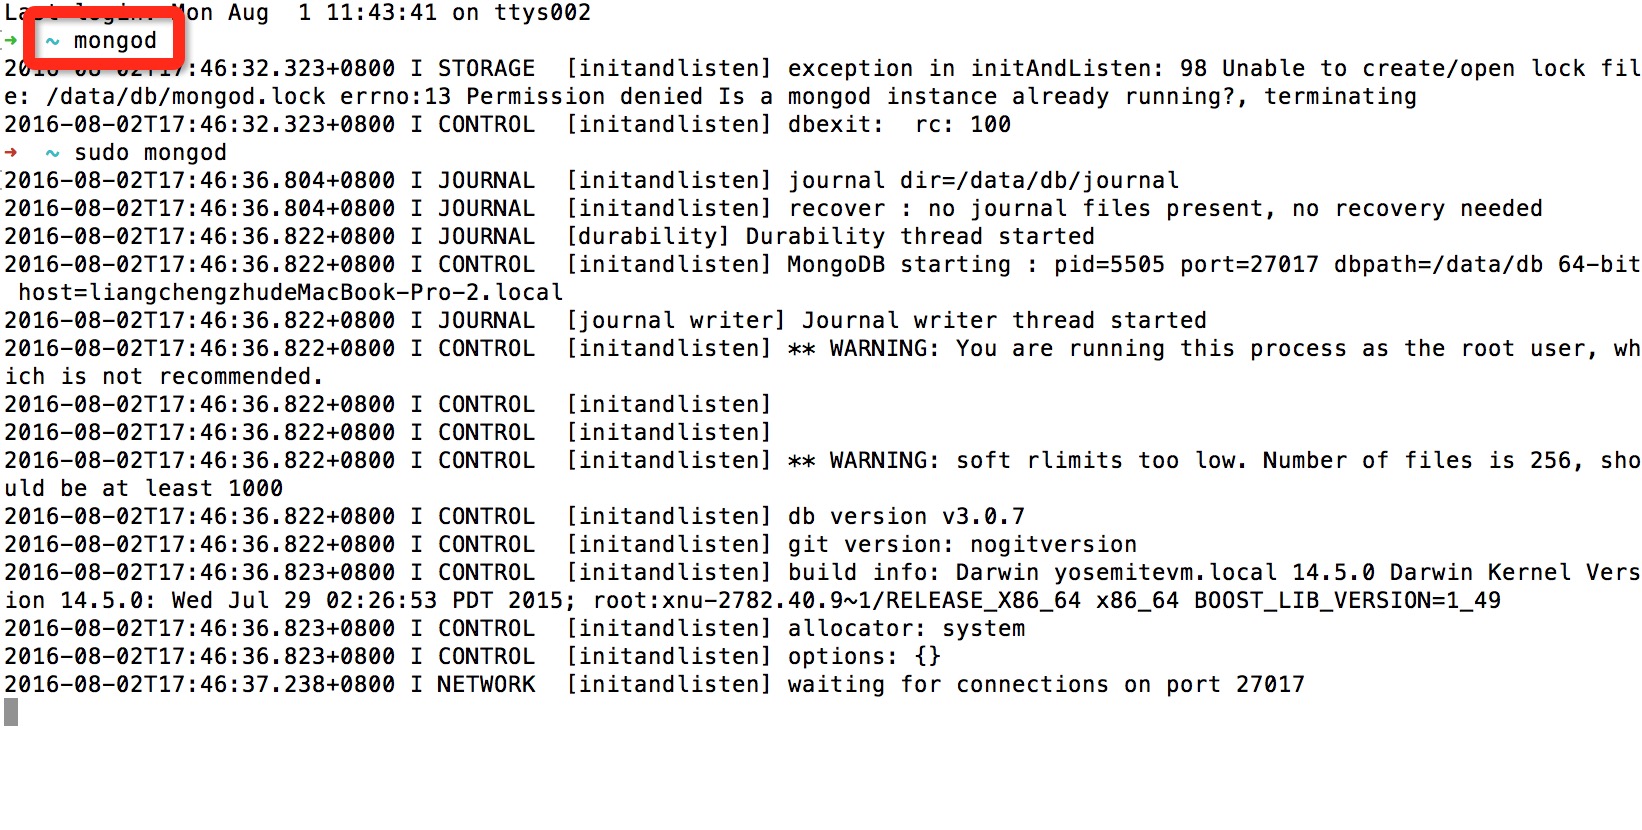 Last login: Mon Aug  1 11:43:41 on ttys002
➜  ~ mongod
2016-08-02T17:46:32.323+0800 I STORAGE  [initandlisten] exception in initAndListen: 98 Unable to create/open lock fil
e: /data/db/mongod.lock errno:13 Permission denied Is a mongod instance already running?, terminating
2016-08-02T17:46:32.323+0800 I CONTROL  [initandlisten] dbexit:  rc: 100
➜  ~ sudo mongod
2016-08-02T17:46:36.804+0800 I JOURNAL  [initandlisten] journal dir=/data/db/journal
2016-08-02T17:46:36.804+0800 I JOURNAL  [initandlisten] recover : no journal files present, no recovery needed
2016-08-02T17:46:36.822+0800 I JOURNAL  [durability] Durability thread started
2016-08-02T17:46:36.822+0800 I CONTROL  [initandlisten] MongoDB starting : pid=5505 port=27017 dbpath=/data/db 64-bit
 host=liangchengzhudeMacBook-Pro-2.local
2016-08-02T17:46:36.822+0800 I JOURNAL  [journal writer] Journal writer thread started
2016-08-02T17:46:36.822+0800 I CONTROL  [initandlisten] ** WARNING: You are running this process as the root user, wh
ich is not recommended.
2016-08-02T17:46:36.822+0800 I CONTROL  [initandlisten]
2016-08-02T17:46:36.822+0800 I CONTROL  [initandlisten]
2016-08-02T17:46:36.822+0800 I CONTROL  [initandlisten] ** WARNING: soft rlimits too low. Number of files is 256, sho
uld be at least 1000
2016-08-02T17:46:36.822+0800 I CONTROL  [initandlisten] db version v3.0.7
2016-08-02T17:46:36.822+0800 I CONTROL  [initandlisten] git version: nogitversion
2016-08-02T17:46:36.823+0800 I CONTROL  [initandlisten] build info: Darwin yosemitevm.local 14.5.0 Darwin Kernel Vers
ion 14.5.0: Wed Jul 29 02:26:53 PDT 2015; root:xnu-2782.40.9~1/RELEASE_X86_64 x86_64 BOOST_LIB_VERSION=1_49
2016-08-02T17:46:36.823+0800 I CONTROL  [initandlisten] allocator: system
2016-08-02T17:46:36.823+0800 I CONTROL  [initandlisten] options: {}
2016-08-02T17:46:37.238+0800 I NETWORK  [initandlisten] waiting for connections on port 27017